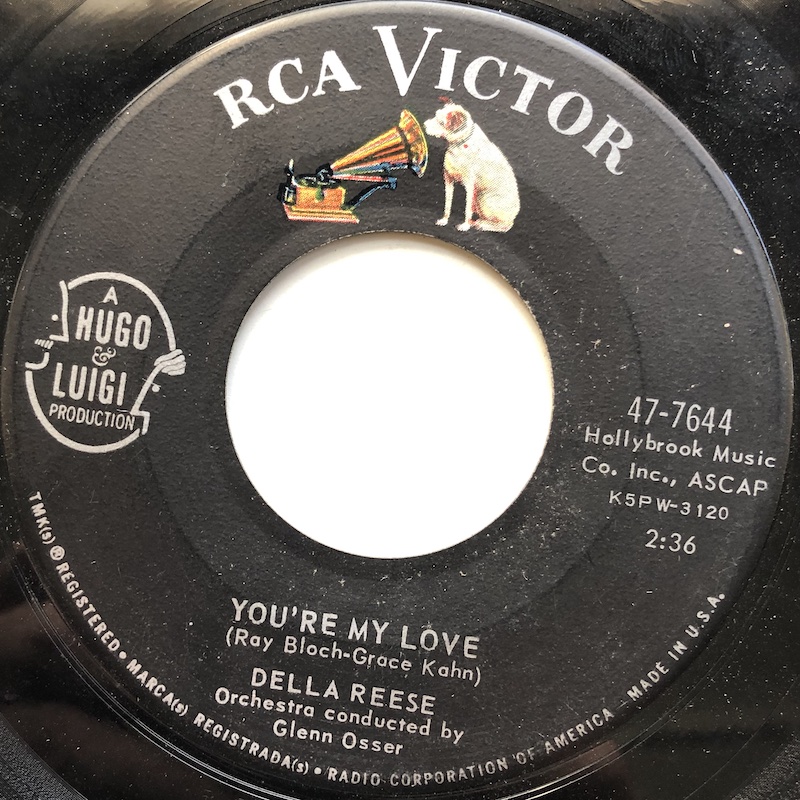 RCA VICTOR
A
HUGO
&
LUIGI
PRODUCTION
47-7644
Hollybrook Music
Co. Inc., ASCAP
K5PW-3120
2:36
YOU'RE MY LOVE
(Ray Bloch-Grace Kahn)
DELLA REESE
Orchestra conducted by
Glenn Osser
TMK(s) ® REGISTERED • MARCA(s) REGISTRADA(s) • RADIO CORPORATION OF AMERICA - MADE IN U.S.A.